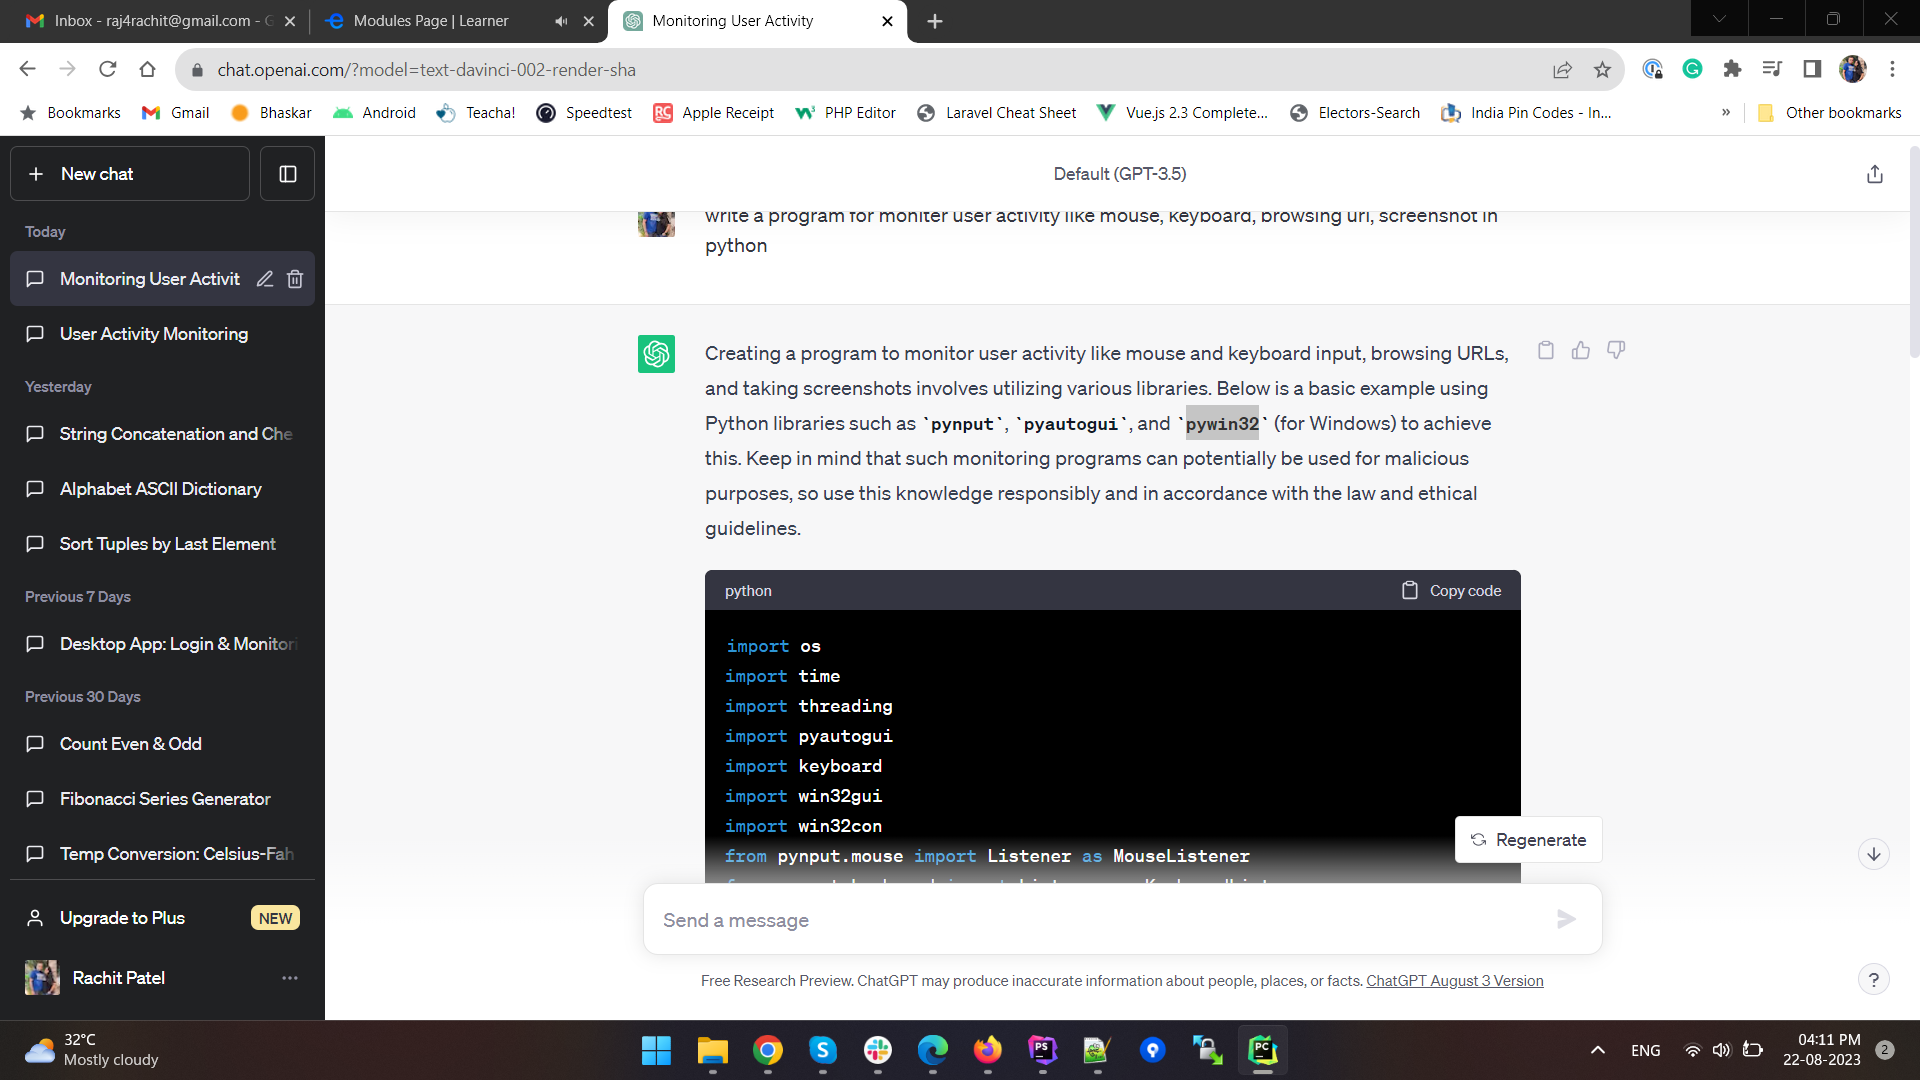 Inbox - raj4rachit@gmail.com - G
Modules Page | Learner
Monitoring User Activity
chat.openai.com/?model=text-davinci-002-render-sha
Bookmarks
Gmail
Bhaskar
Android
Teacha!
Speedtest
RC
Apple Receipt
PHP Editor
Laravel Cheat Sheet
Vue.js 2.3 Complete...
Electors-Search
India Pin Codes - In...
»
Other bookmarks
+ New chat
Today
Monitoring User Activit
User Activity Monitoring
Yesterday
String Concatenation and Che
Alphabet ASCII Dictionary
Sort Tuples by Last Element
Previous 7 Days
Desktop App: Login & Monitori
Previous 30 Days
Count Even & Odd
Fibonacci Series Generator
Temp Conversion: Celsius-Fah
Upgrade to Plus
NEW
Rachit Patel
Default (GPT-3.5)
write a program for moniter user activity like mouse, keyboard, browsing url, screenshot in
python
Creating a program to monitor user activity like mouse and keyboard input, browsing URLs,
and taking screenshots involves utilizing various libraries. Below is a basic example using
Python libraries such as `pynput`, `pyautogui`, and `pywin32` (for Windows) to achieve
this. Keep in mind that such monitoring programs can potentially be used for malicious
purposes, so use this knowledge responsibly and in accordance with the law and ethical
guidelines.
python
Copy code
import os
import time
import threading
import pyautogui
import keyboard
import win32gui
import win32con
from pynput.mouse import Listener as MouseListener
Regenerate
Send a message
Free Research Preview. ChatGPT may produce inaccurate information about people, places, or facts. ChatGPT August 3 Version
?
32°C
Mostly cloudy
PS
PC
ENG
04:11 PM
22-08-2023
2